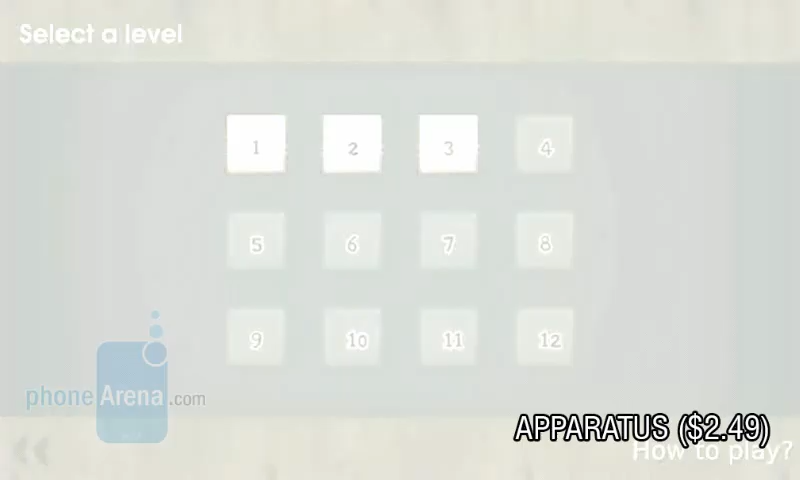 Select a level
1 2 3 4
5 6 7 8
9 10 11 12
phoneArena.com
APPARATUS ($2.49)
How to play?